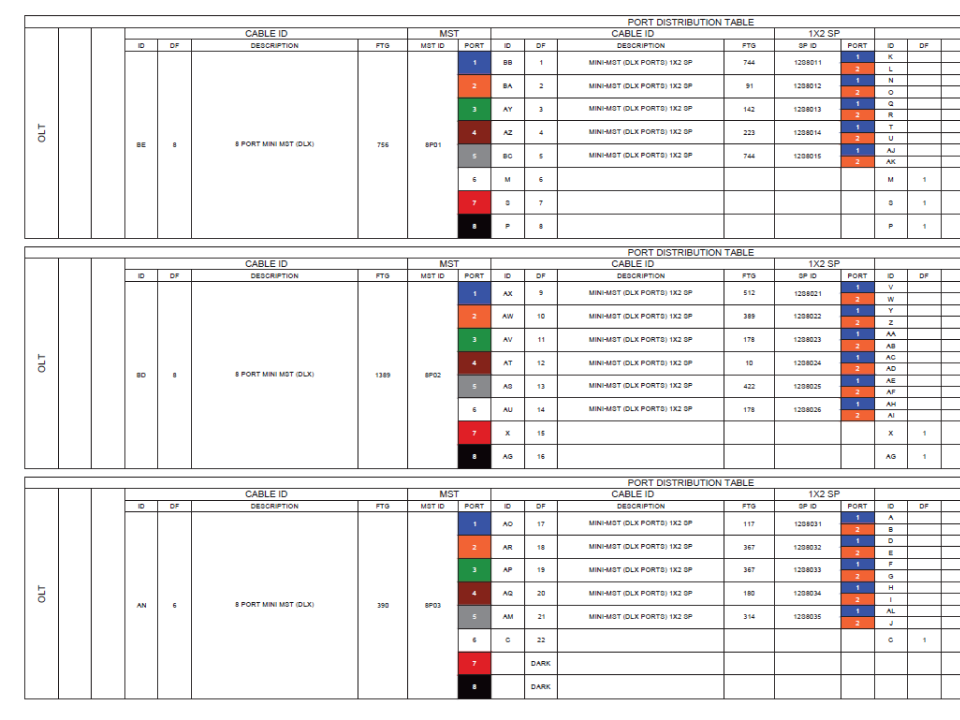 PORT DISTRIBUTION TABLE
CABLE ID MST CABLE ID 1X2 SP
ID DF DESCRIPTION FTG MST ID PORT ID DF DESCRIPTION FTG SP ID PORT ID DF
1 BB 1 MINI-MST (DLX PORTS) 1X2 SP 744 12S8011 1 K
2 L
2 BA 2 MINI-MST (DLX PORTS) 1X2 SP 91 12S8012 1 N
2 O
3 AY 3 MINI-MST (DLX PORTS) 1X2 SP 142 12S8013 1 Q
2 R
4 AZ 4 MINI-MST (DLX PORTS) 1X2 SP 223 12S8014 1 T
2 U
OLT BE 8 8 PORT MINI MST (DLX) 756 8P01
5 BC 5 MINI-MST (DLX PORTS) 1X2 SP 744 12S8015 1 AJ
2 AK
6 M 6 M 1
7 S 7 S 1
8 P 8 P 1
PORT DISTRIBUTION TABLE
CABLE ID MST CABLE ID 1X2 SP
ID DF DESCRIPTION FTG MST ID PORT ID DF DESCRIPTION FTG SP ID PORT ID DF
1 AX 9 MINI-MST (DLX PORTS) 1X2 SP 512 12S8021 1 V
2 W
2 AW 10 MINI-MST (DLX PORTS) 1X2 SP 389 12S8022 1 Y
2 Z
3 AV 11 MINI-MST (DLX PORTS) 1X2 SP 178 12S8023 1 AA
2 AB
4 AT 12 MINI-MST (DLX PORTS) 1X2 SP 10 12S8024 1 AC
2 AD
OLT BD 8 8 PORT MINI MST (DLX) 1389 8P02
5 AS 13 MINI-MST (DLX PORTS) 1X2 SP 422 12S8025 1 AE
2 AF
6 AU 14 MINI-MST (DLX PORTS) 1X2 SP 178 12S8026 1 AH
2 AI
7 X 15 X 1
8 AG 16 AG 1
PORT DISTRIBUTION TABLE
CABLE ID MST CABLE ID 1X2 SP
ID DF DESCRIPTION FTG MST ID PORT ID DF DESCRIPTION FTG SP ID PORT ID DF
1 AO 17 MINI-MST (DLX PORTS) 1X2 SP 117 12S8031 1 A
2 B
2 AR 18 MINI-MST (DLX PORTS) 1X2 SP 367 12S8032 1 D
2 E
3 AP 19 MINI-MST (DLX PORTS) 1X2 SP 367 12S8033 1 F
2 G
4 AQ 20 MINI-MST (DLX PORTS) 1X2 SP 180 12S8034 1 H
2 I
OLT AN 6 8 PORT MINI MST (DLX) 390 8P03
5 AM 21 MINI-MST (DLX PORTS) 1X2 SP 314 12S8035 1 AL
2 J
6 C 22 C 1
7 DARK
8 DARK